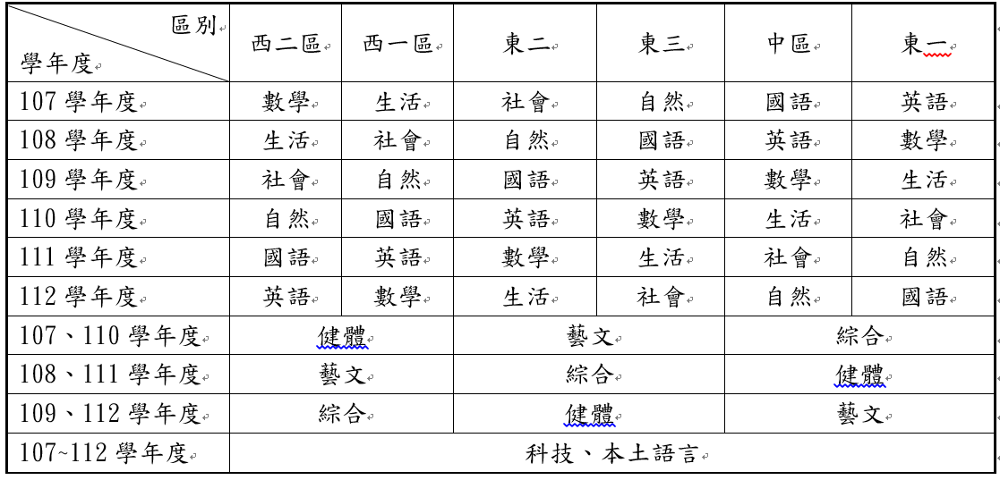 區別
學年度 西二區 西一區 東二 東三 中區 東一
107 學年度 數學 生活 社會 自然 國語 英語
108 學年度 生活 社會 自然 國語 英語 數學
109 學年度 社會 自然 國語 英語 數學 生活
110 學年度 自然 國語 英語 數學 生活 社會
111 學年度 國語 英語 數學 生活 社會 自然
112 學年度 英語 數學 生活 社會 自然 國語
107、110 學年度 健體 藝文 綜合
108、111 學年度 藝文 綜合 健體
109、112 學年度 綜合 健體 藝文
107~112 學年度 科技、本土語言